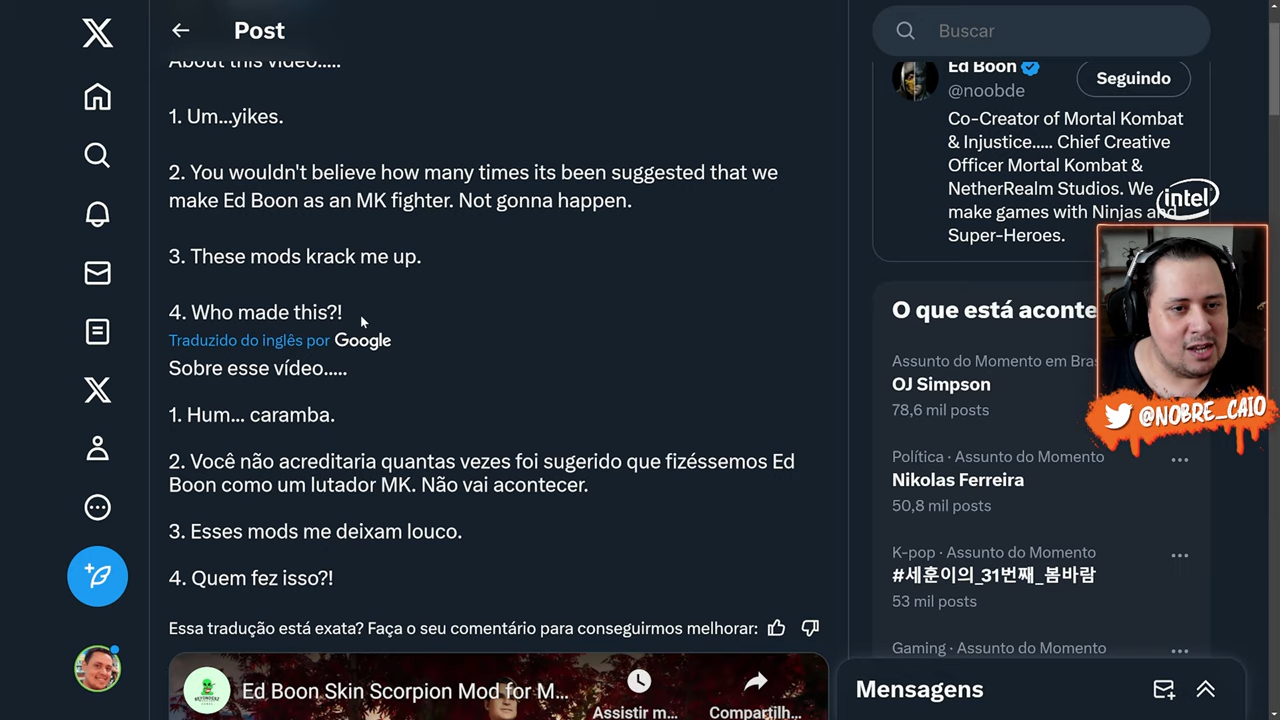 Post
About this video.....
1. Um...yikes.
2. You wouldn't believe how many times its been suggested that we
make Ed Boon as an MK fighter. Not gonna happen.
3. These mods krack me up.
4. Who made this?!
Traduzido do inglês por Google
Sobre esse vídeo.....
1. Hum... caramba.
2. Você não acreditaria quantas vezes foi sugerido que fizéssemos Ed
Boon como um lutador MK. Não vai acontecer.
3. Esses mods me deixam louco.
4. Quem fez isso?!
Essa tradução está exata? Faça o seu comentário para conseguirmos melhorar:
Ed Boon Skin Scorpion Mod for M...
Assistir m...
Compartilh...
Buscar
Ed Boon
@noobde
Seguindo
Co-Creator of Mortal Kombat
& Injustice..... Chief Creative
Officer Mortal Kombat &
NetherRealm Studios. We
make games with Ninjas and
Super-Heroes.
intel
O que está aconte
Assunto do Momento em Bras
OJ Simpson
78,6 mil posts
@NOBRE_CAIO
Política · Assunto do Momento
Nikolas Ferreira
50,8 mil posts
K-pop · Assunto do Momento
#세훈이의_31번째_봄바람
53 mil posts
Gaming · Assunto do Momento
Mensagens